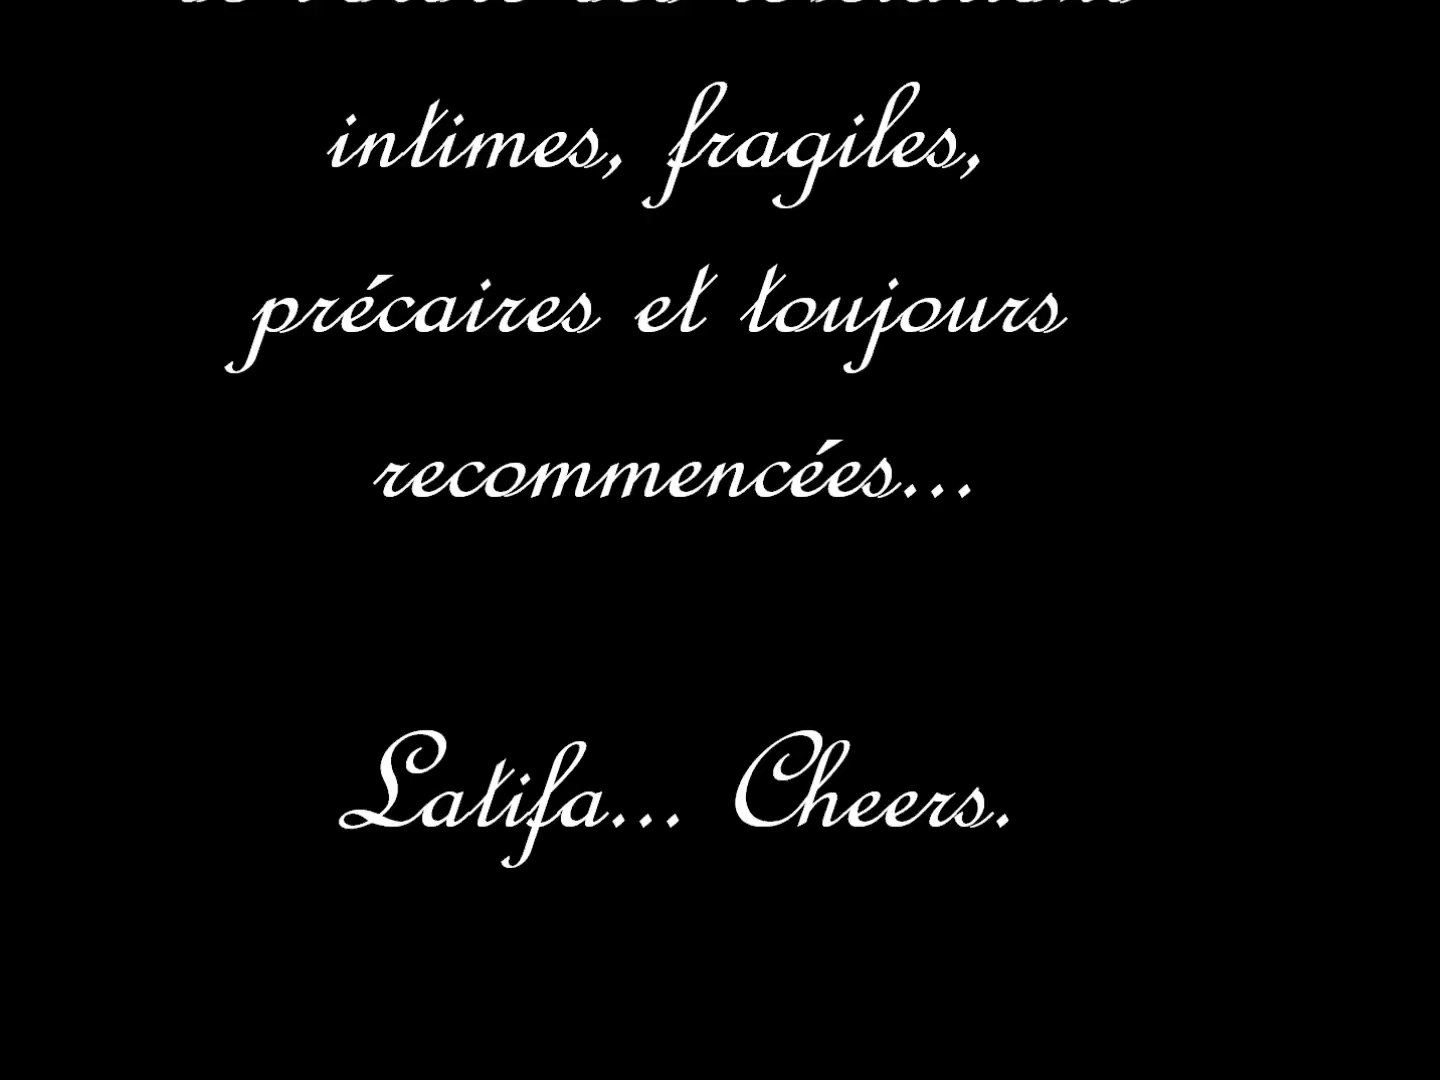 intimes, fragiles,
précaires et toujours
recommencées...
Latifa... Cheers.